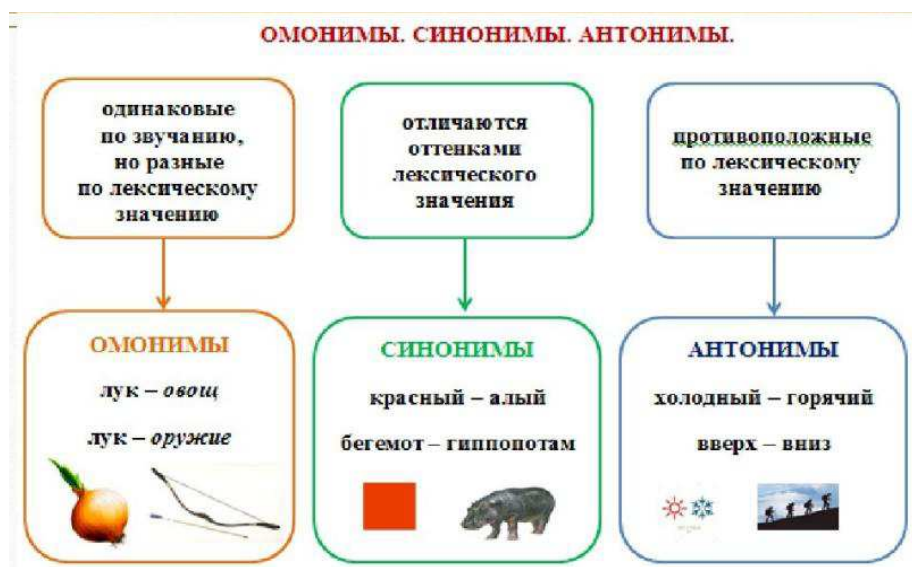 ОМОНИМЫ. СИНОНИМЫ. АНТОНИМЫ.
одинаковые
по звучанию,
но разные
по лексическому
значению
отличаются
оттенками
лексического
значения
противоположные
по лексическому
значению
ОМОНИМЫ
лук – овощ
лук – оружие
СИНОНИМЫ
красный – алый
бегемот – гиппопотам
АНТОНИМЫ
холодный – горячий
вверх – вниз